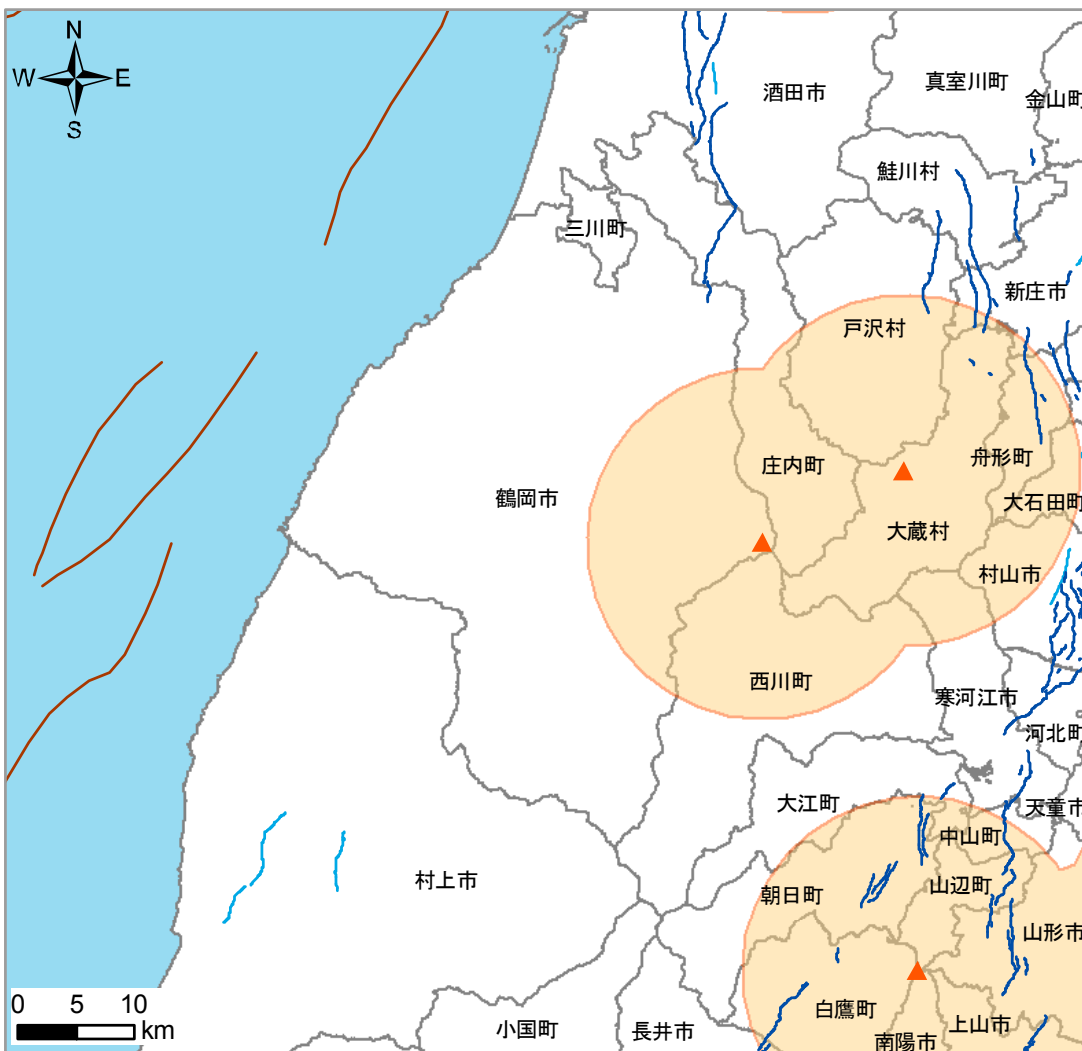 N
W E
S
酒田市
真室川町
金山町
鮭川村
三川町
新庄市
戸沢村
庄内町
舟形町
鶴岡市
大石田町
大蔵村
村山市
西川町
寒河江市
河北町
大江町
天童市
中山町
村上市
朝日町
山辺町
山形市
白鷹町
上山市
小国町
長井市
南陽市
0 5 10
km